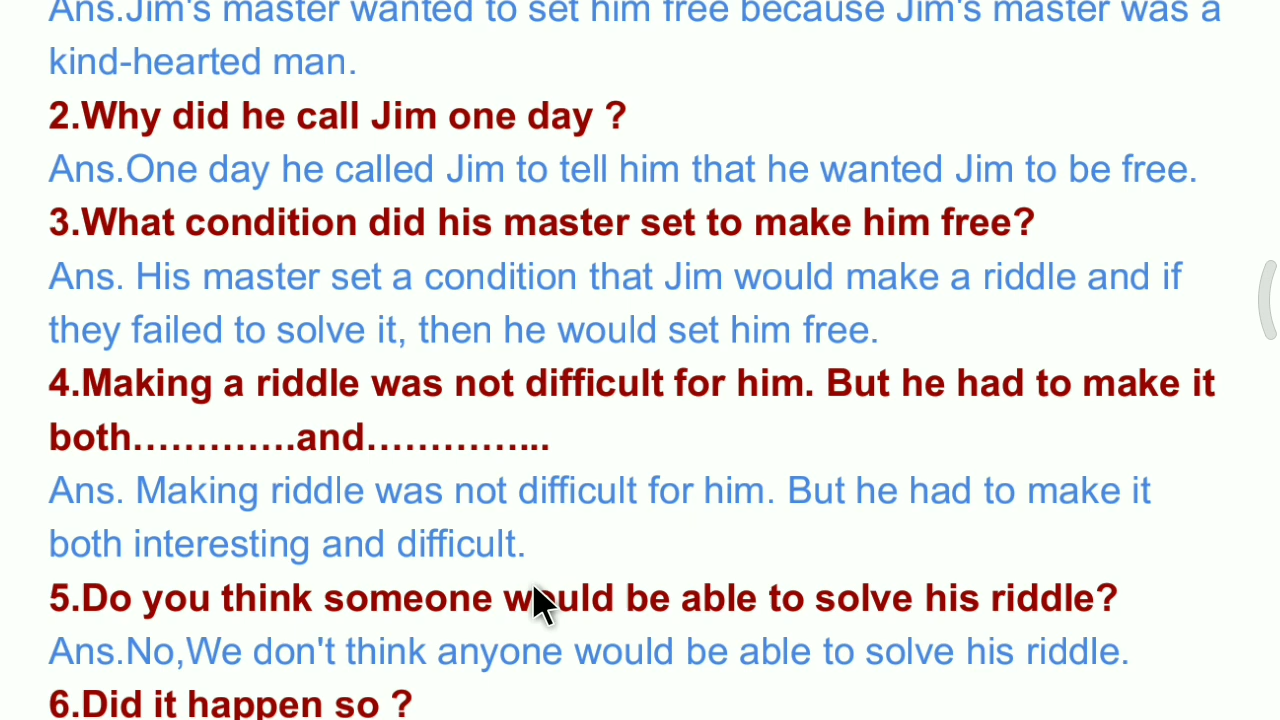 Ans.Jim's master wanted to set him free because Jim's master was a
kind-hearted man.
2.Why did he call Jim one day ?
Ans.One day he called Jim to tell him that he wanted Jim to be free.
3.What condition did his master set to make him free?
Ans. His master set a condition that Jim would make a riddle and if
they failed to solve it, then he would set him free.
4.Making a riddle was not difficult for him. But he had to make it
both………….and…………...
Ans. Making riddle was not difficult for him. But he had to make it
both interesting and difficult.
5.Do you think someone would be able to solve his riddle?
Ans.No,We don't think anyone would be able to solve his riddle.
6.Did it happen so ?